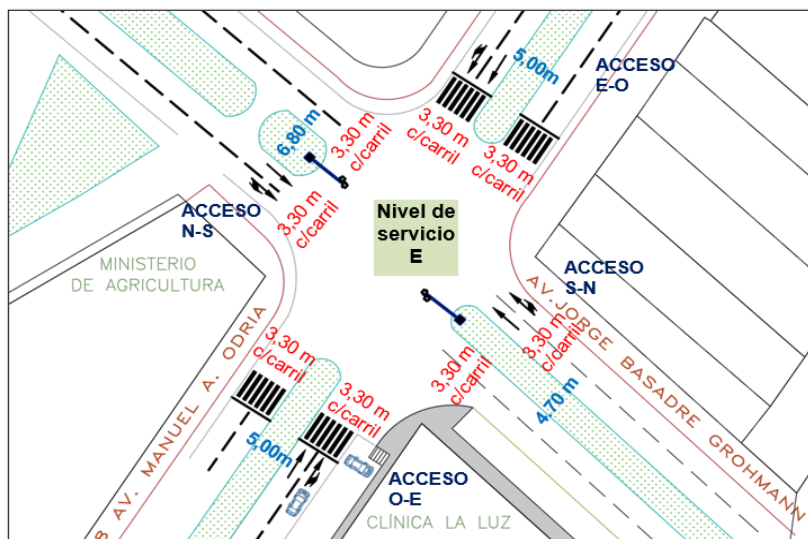 5,00m
ACCESO
E-O
6,80 m
3,30 m
c/carril
3,30 m
c/carril
3,30 m
c/carril
3,30 m
c/carril
ACCESO
N-S
Nivel de
servicio
E
MINISTERIO
DE AGRICULTURA
ACCESO
S-N
AV. JORGE BASADRE GROHMANN
3,30 m
c/carril
3,30 m
c/carril
3,30 m
c/carril
3,30 m
c/carril
4,70 m
5,00m
AV. MANUEL A. ODRIA
ACCESO
O-E
CLÍNICA LA LUZ